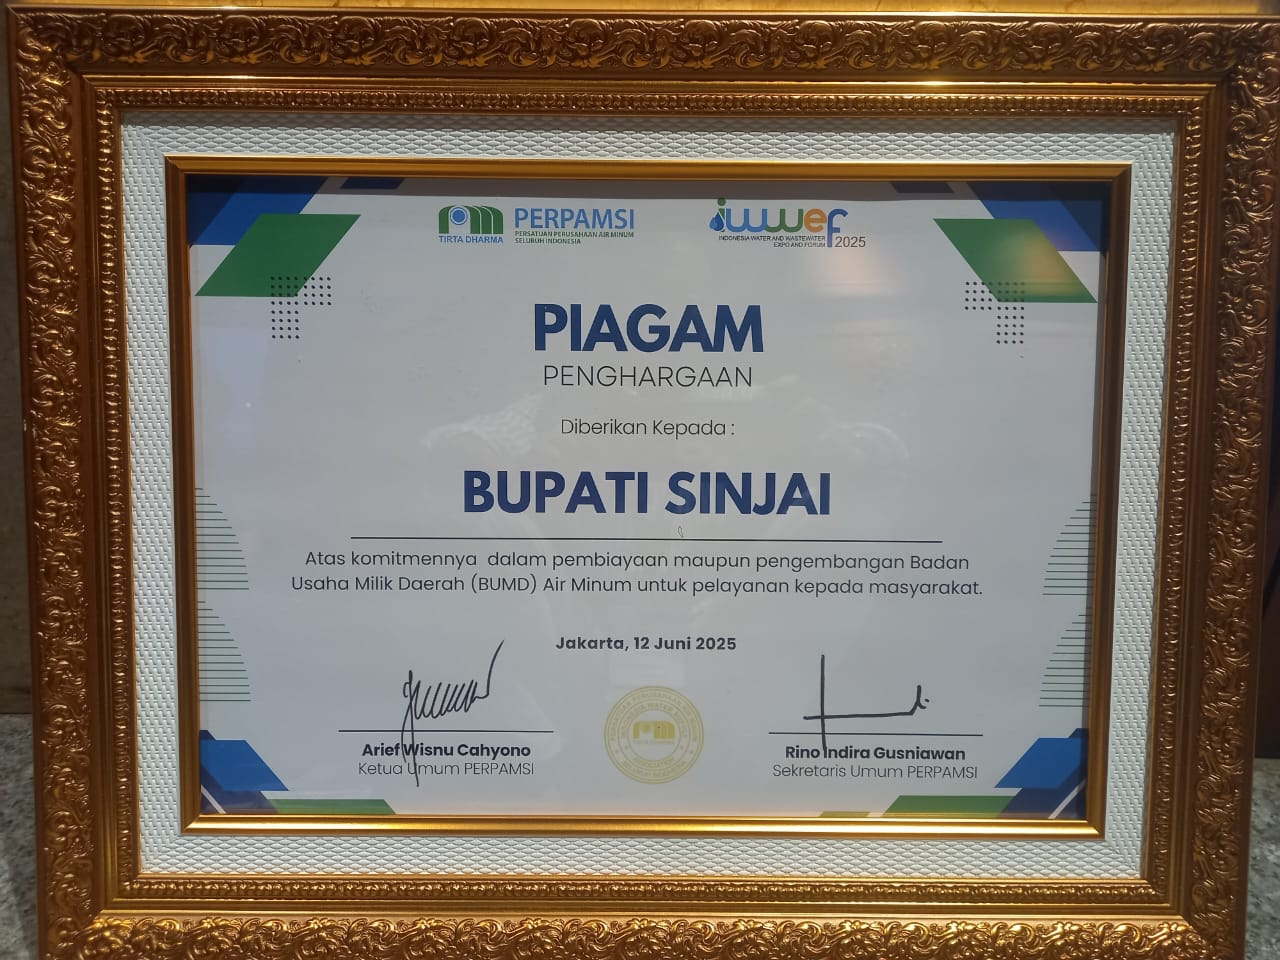 TIRTA DHARMA
PERPAMSI
PERSATUAN PERUSAHAAN AIR MINUM
SELURUH INDONESIA
iwwef
INDONESIA WATER AND WASTEWATER
EXPO AND FORUM 2025
PIAGAM
PENGHARGAAN
Diberikan Kepada :
BUPATI SINJAI
Atas komitmennya dalam pembiayaan maupun pengembangan Badan
Usaha Milik Daerah (BUMD) Air Minum untuk pelayanan kepada masyarakat.
Jakarta, 12 Juni 2025
Arief Wisnu Cahyono
Ketua Umum PERPAMSI
TIRTA DHARMA
Rino Indira Gusniawan
Sekretaris Umum PERPAMSI